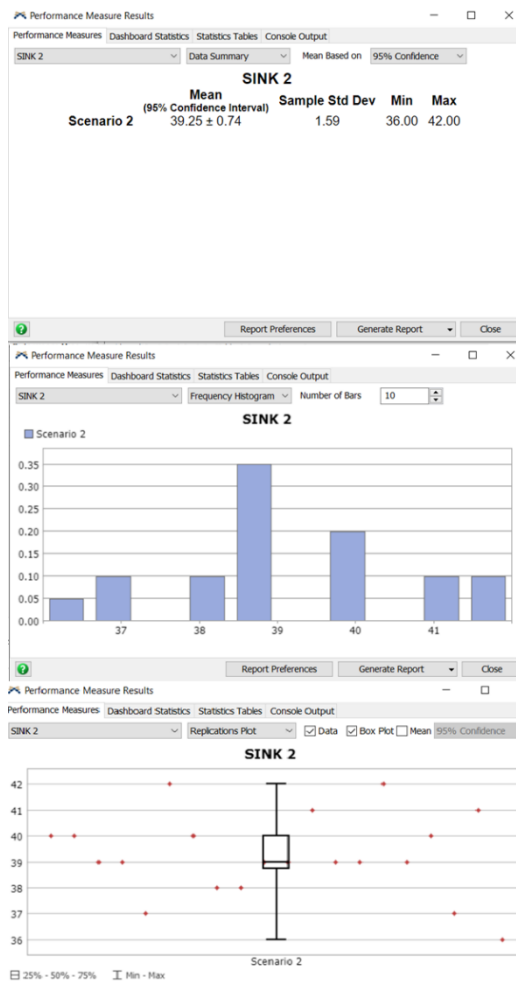 Performance Measure Results
Performance Measures Dashboard Statistics Statistics Tables Console Output
SINK 2 Data Summary Mean Based on 95% Confidence
SINK 2
Mean
(95% Confidence Interval) Sample Std Dev Min Max
Scenario 2 39.25 ± 0.74 1.59 36.00 42.00
Report Preferences Generate Report Close
Performance Measure Results
Performance Measures Dashboard Statistics Statistics Tables Console Output
SINK 2 Frequency Histogram Number of Bars 10
SINK 2
Scenario 2
0.35
0.30
0.25
0.20
0.15
0.10
0.05
0.00
37 38 39 40 41
Report Preferences Generate Report Close
Performance Measure Results
Performance Measures Dashboard Statistics Statistics Tables Console Output
SINK 2 Replications Plot Data Box Plot Mean 95% Confidence
SINK 2
42
41
40
39
38
37
36
Scenario 2
25% - 50% - 75% Min - Max